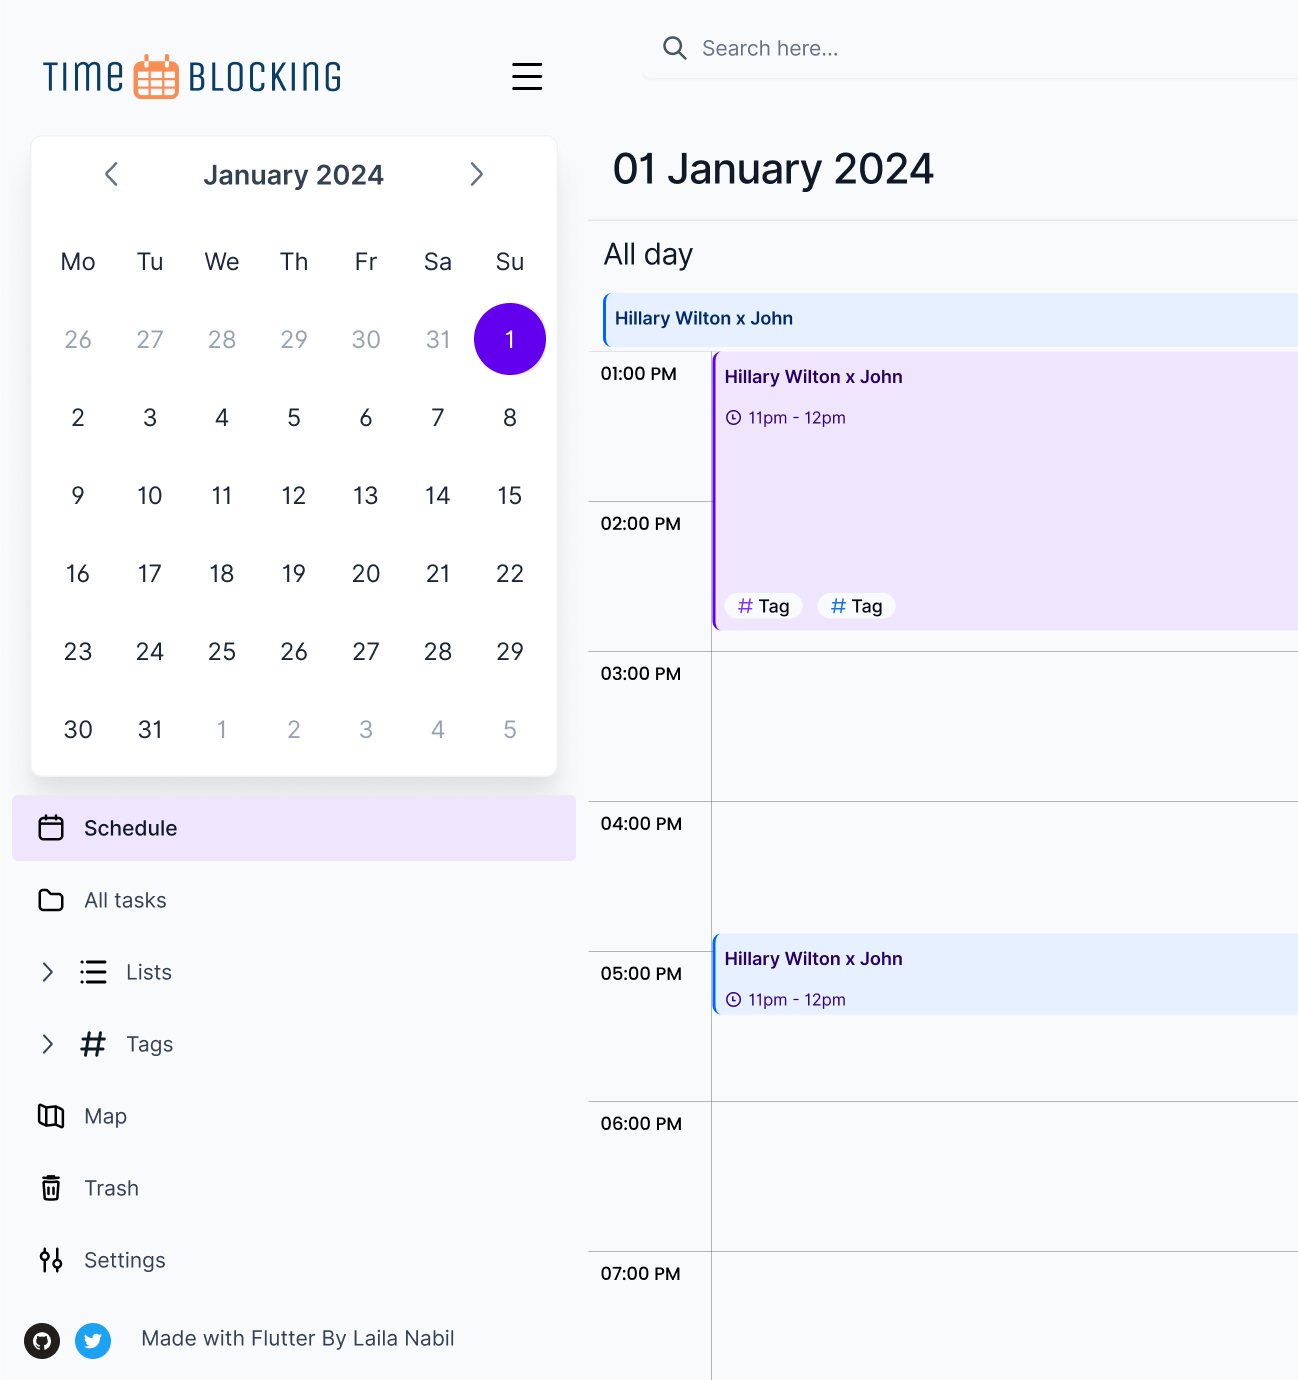 TIME BLOCKING
January 2024
Mo Tu We Th Fr Sa Su
26 27 28 29 30 31 1
2 3 4 5 6 7 8
9 10 11 12 13 14 15
16 17 18 19 20 21 22
23 24 25 26 27 28 29
30 31 1 2 3 4 5
Schedule
All tasks
Lists
# Tags
Map
Trash
Settings
Made with Flutter By Laila Nabil
Search here...
01 January 2024
All day
Hillary Wilton x John
01:00 PM
Hillary Wilton x John
11pm - 12pm
02:00 PM
# Tag # Tag
03:00 PM
04:00 PM
Hillary Wilton x John
05:00 PM
11pm - 12pm
06:00 PM
07:00 PM